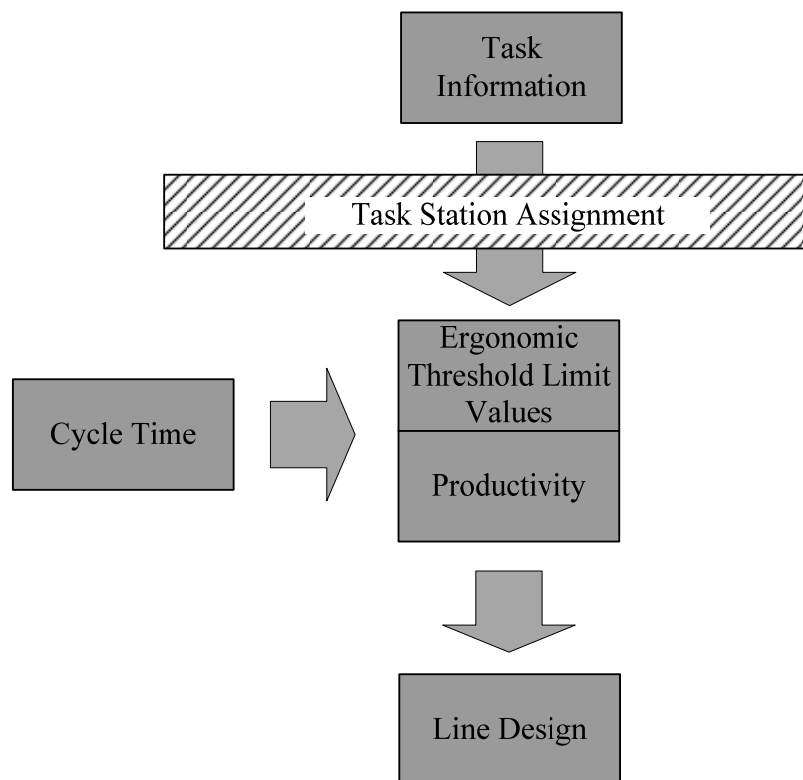 Task
Information
Task Station Assignment
Ergonomic
Threshold Limit
Values
Cycle Time
Productivity
Line Design